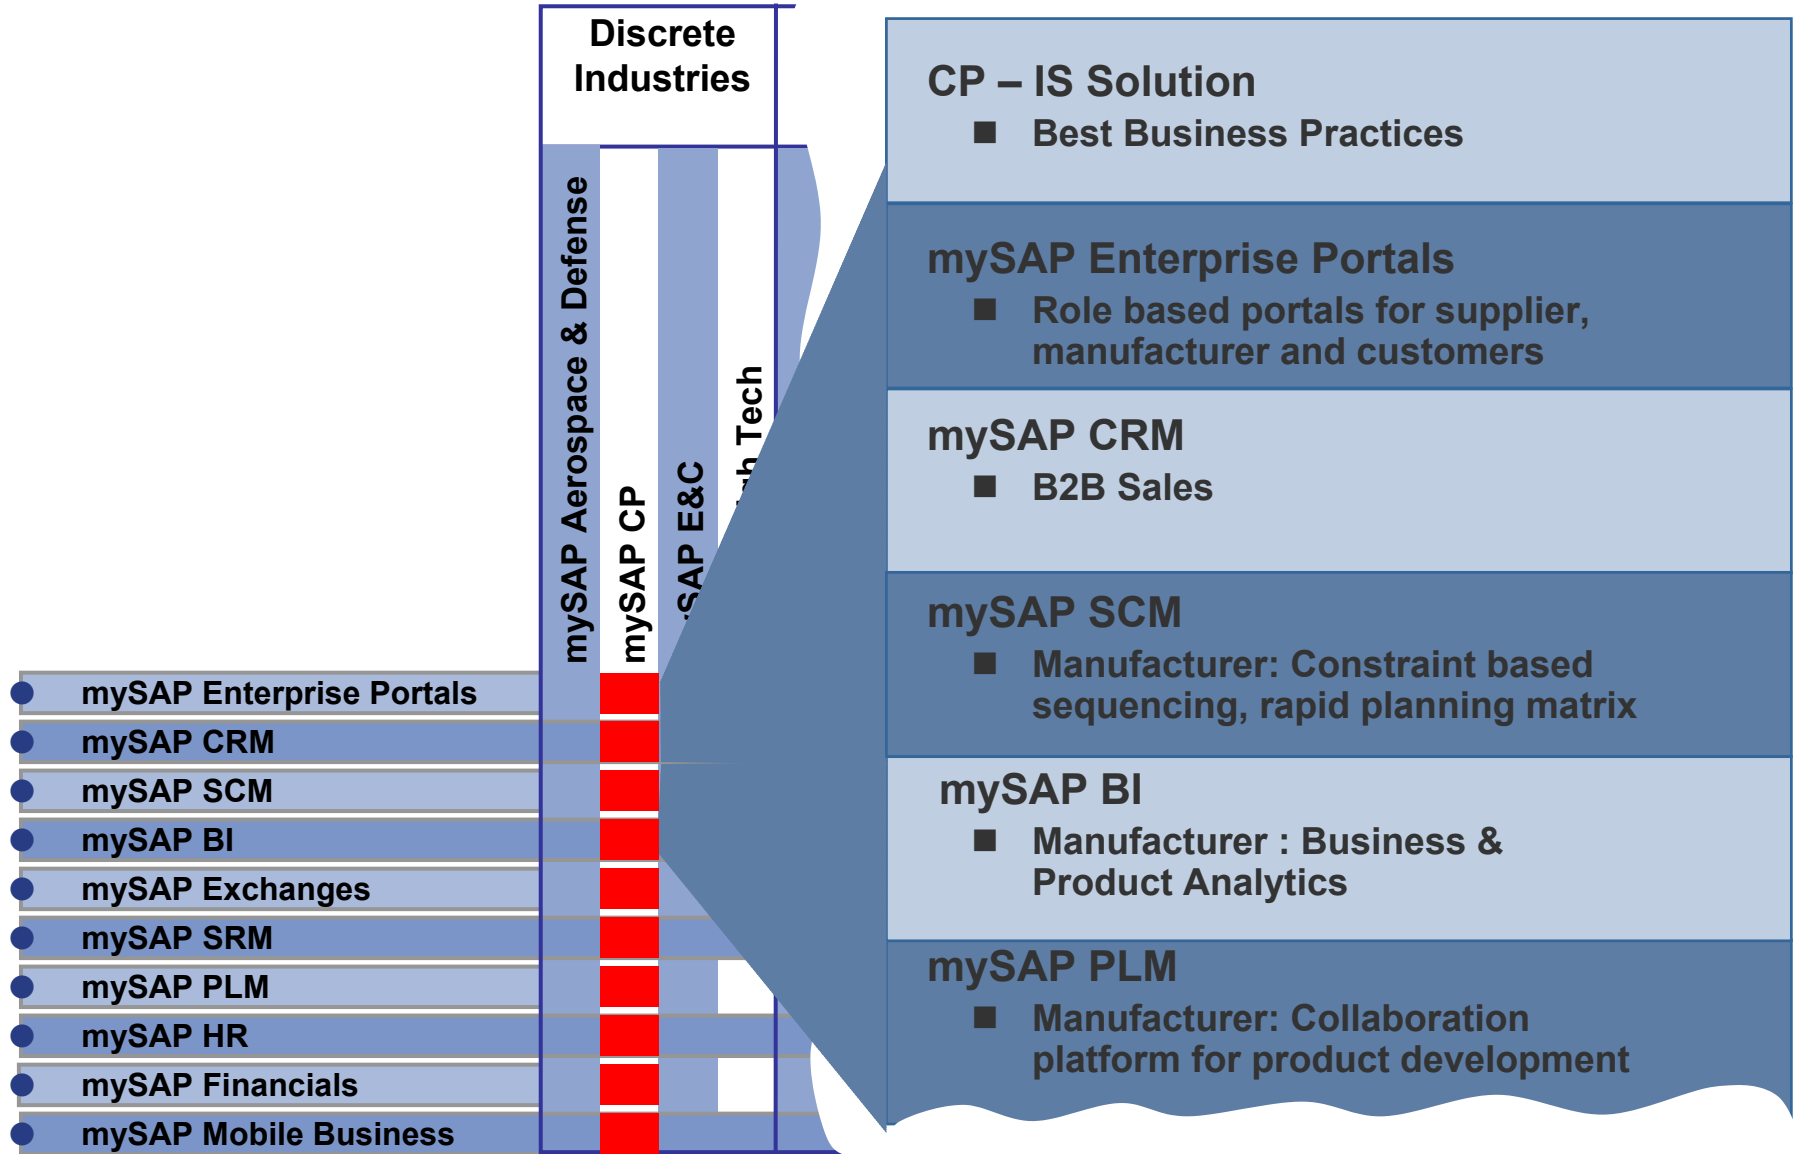 Discrete
Industries
mySAP Aerospace & Defense
mySAP CP
SAP E&C
Tech
mySAP Enterprise Portals
mySAP CRM
mySAP SCM
mySAP BI
mySAP Exchanges
mySAP SRM
mySAP PLM
mySAP HR
mySAP Financials
mySAP Mobile Business
CP – IS Solution
■ Best Business Practices
mySAP Enterprise Portals
■ Role based portals for supplier,
manufacturer and customers
mySAP CRM
■ B2B Sales
mySAP SCM
■ Manufacturer: Constraint based
sequencing, rapid planning matrix
mySAP BI
■ Manufacturer : Business &
Product Analytics
mySAP PLM
■ Manufacturer: Collaboration
platform for product development